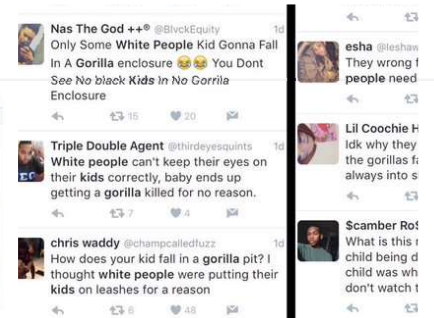 Nas The God ++® @BlvckEquity 1d
Only Some White People Kid Gonna Fall
In A Gorilla enclosure 😂😂 You Dont
See No black Kids In No Gorrila
Enclosure
15 20
Triple Double Agent @thirdeyesquints 1d
White people can't keep their eyes on
their kids correctly, baby ends up
getting a gorilla killed for no reason.
7 4
chris waddy @champcalledfuzz 1d
How does your kid fall in a gorilla pit? I
thought white people were putting their
kids on leashes for a reason
6 48
esha @leshaw
They wrong f
people need
Lil Coochie H
Idk why they
the gorillas fa
always into s
$camber Ro$
What is this r
child being d
child was wh
don't watch t